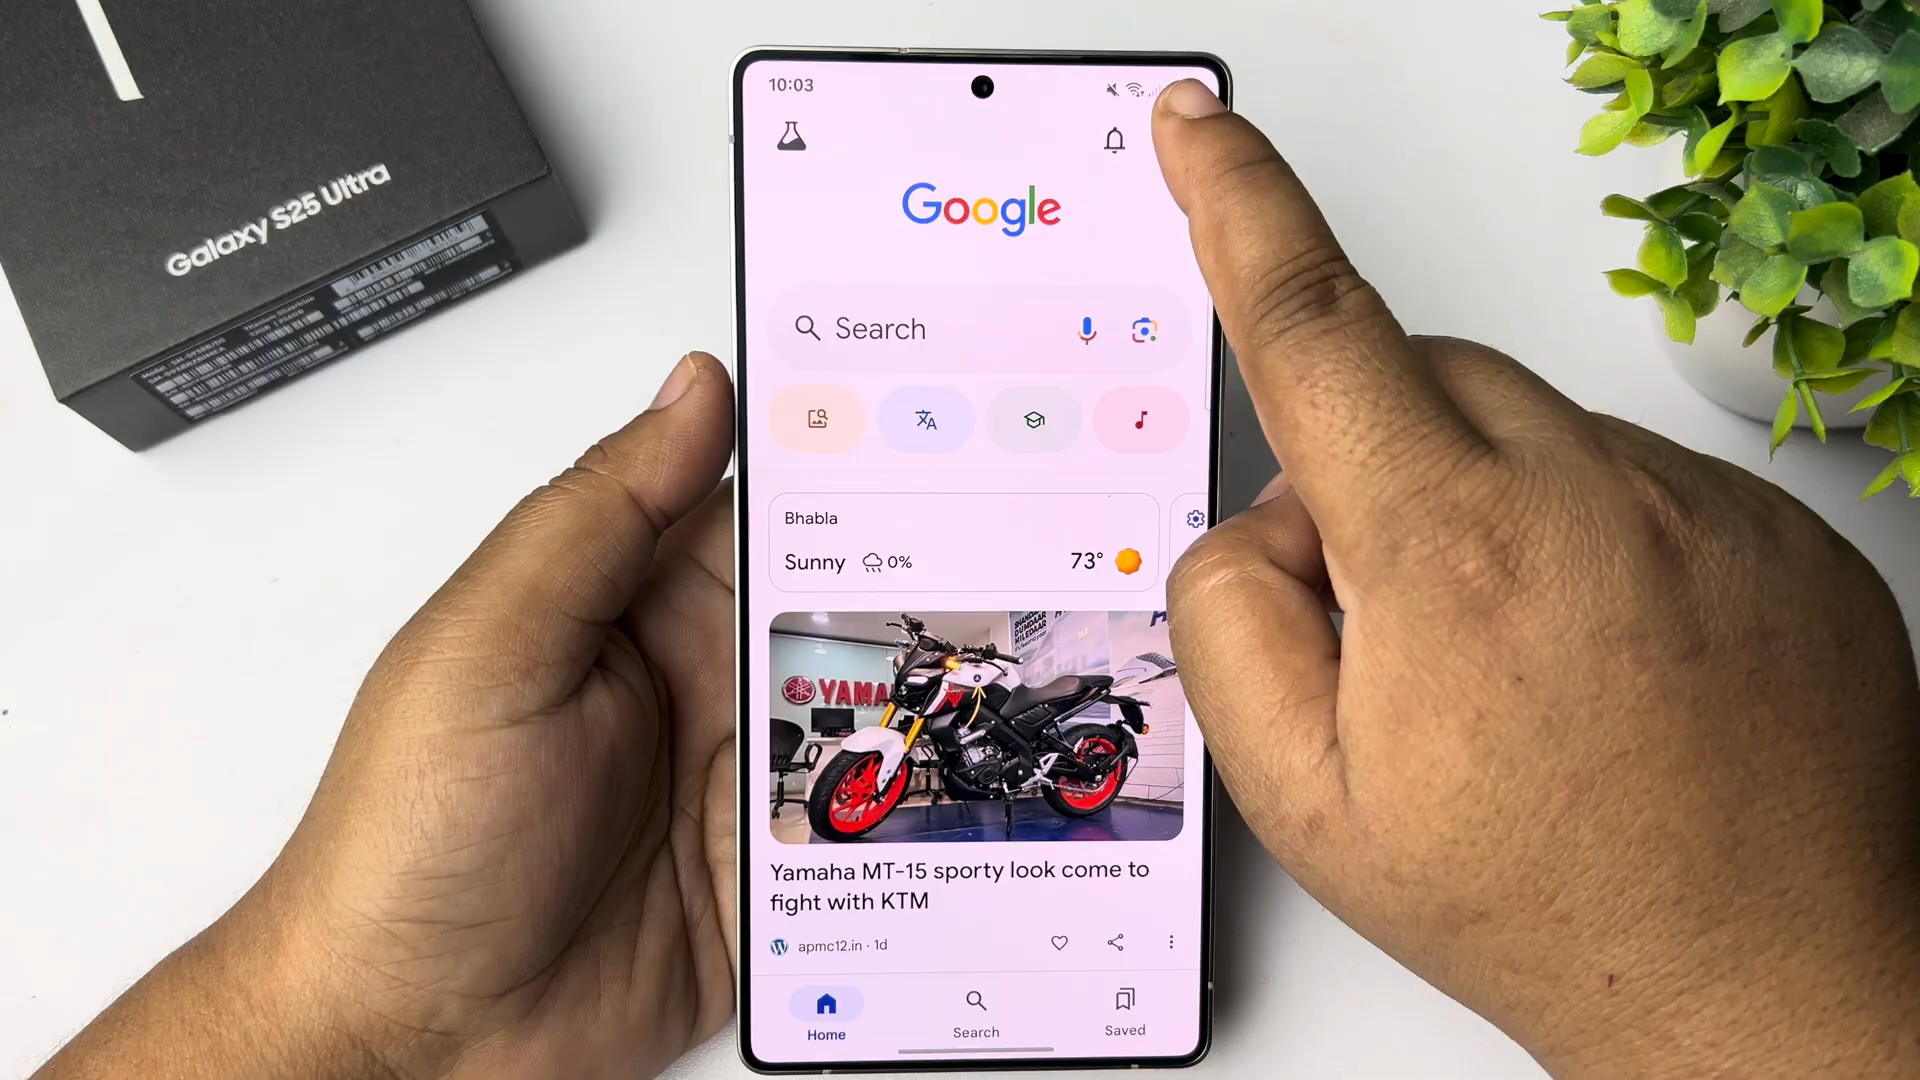 Galaxy S25 Ultra
10:03
Google
Search
Bhabla
Sunny 0% 73°
YAMA
Yamaha MT-15 sporty look come to
fight with KTM
apmc12.in · 1d
Home
Search
Saved